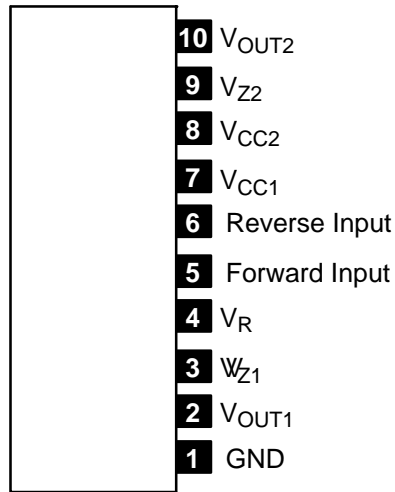 10 VOUT2
9 VZ2
8 VCC2
7 VCC1
6 Reverse Input
5 Forward Input
4 VR
3 VZ1
2 VOUT1
1 GND